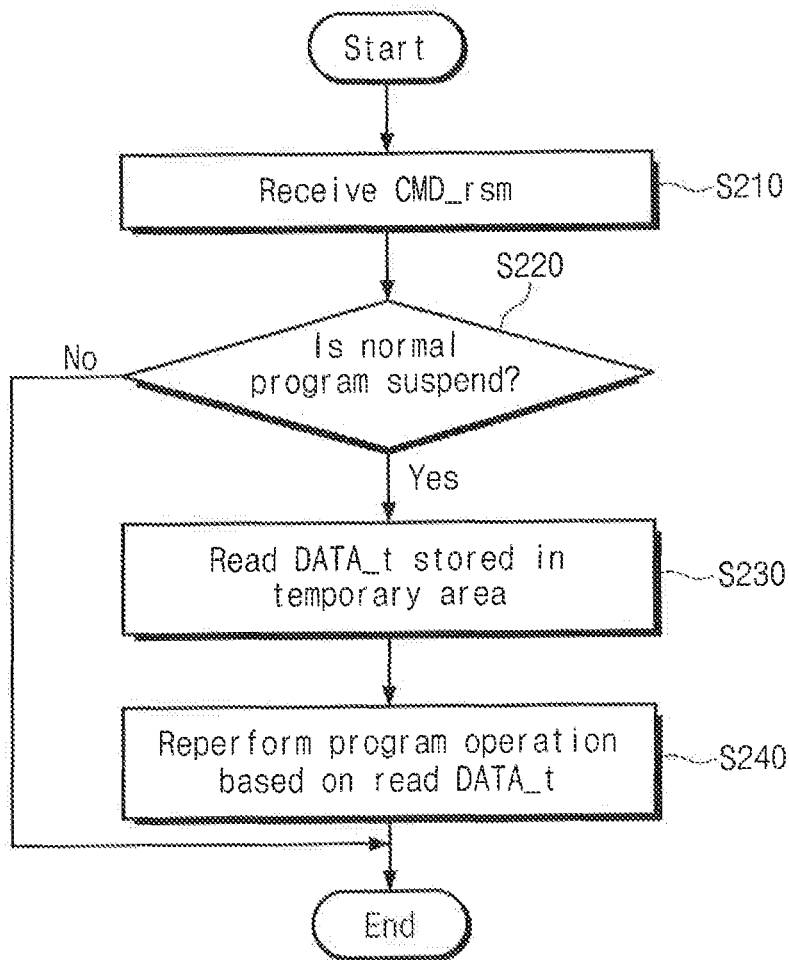 Start
Receive CMD_rsm
S210
S220
Is normal
program suspend?
No
Yes
Read DATA_t stored in
temporary area
S230
Reperform program operation
based on read DATA_t
S240
End